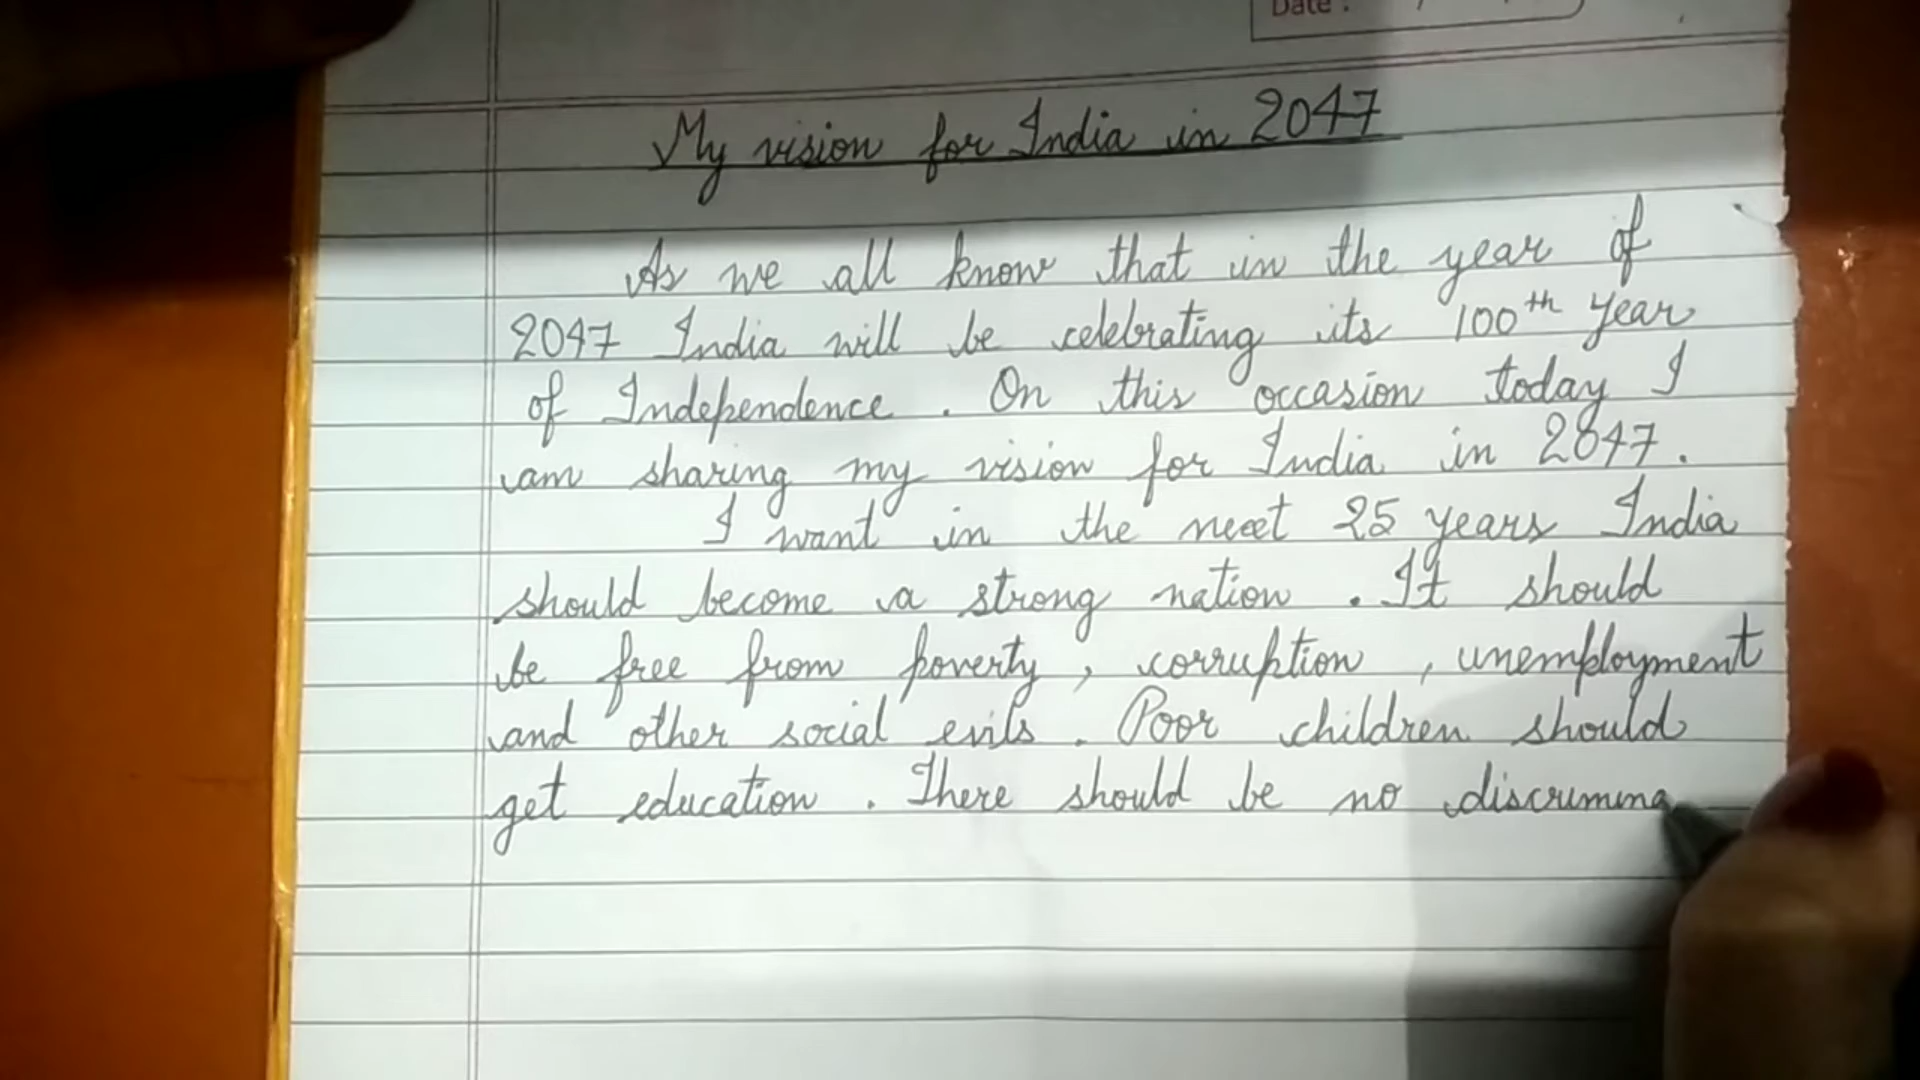 Date :
My vision for India in 2047
As we all know that in the year of
2047 India will be celebrating its 100th year
of Independence . On this occasion today I
am sharing my vision for India in 2047.
I want in the next 25 years India
should become a strong nation . It should
be free from poverty , corruption , unemployment
and other social evils . Poor children should
get education . There should be no discrimina